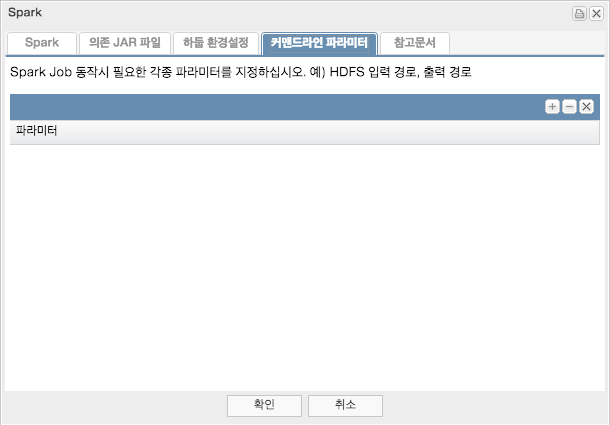 Spark
Spark 의존 JAR 파일 하둡 환경설정 커맨드라인 파라미터 참고문서
Spark Job 동작시 필요한 각종 파라미터를 지정하십시오. 예) HDFS 입력 경로, 출력 경로
파라미터
확인 취소